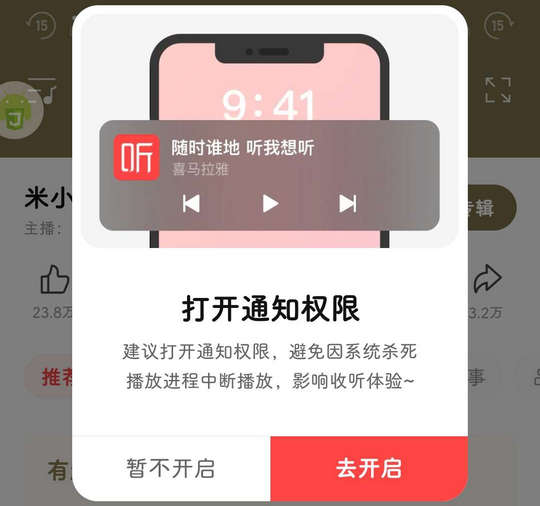 15
15
9:41
听
随时谁地 听我想听
喜马拉雅
米小
专辑
主播:
打开通知权限
23.8万
3.2万
建议打开通知权限，避免因系统杀死
播放进程中断播放，影响收听体验~
推荐
事
有
暂不开启
去开启